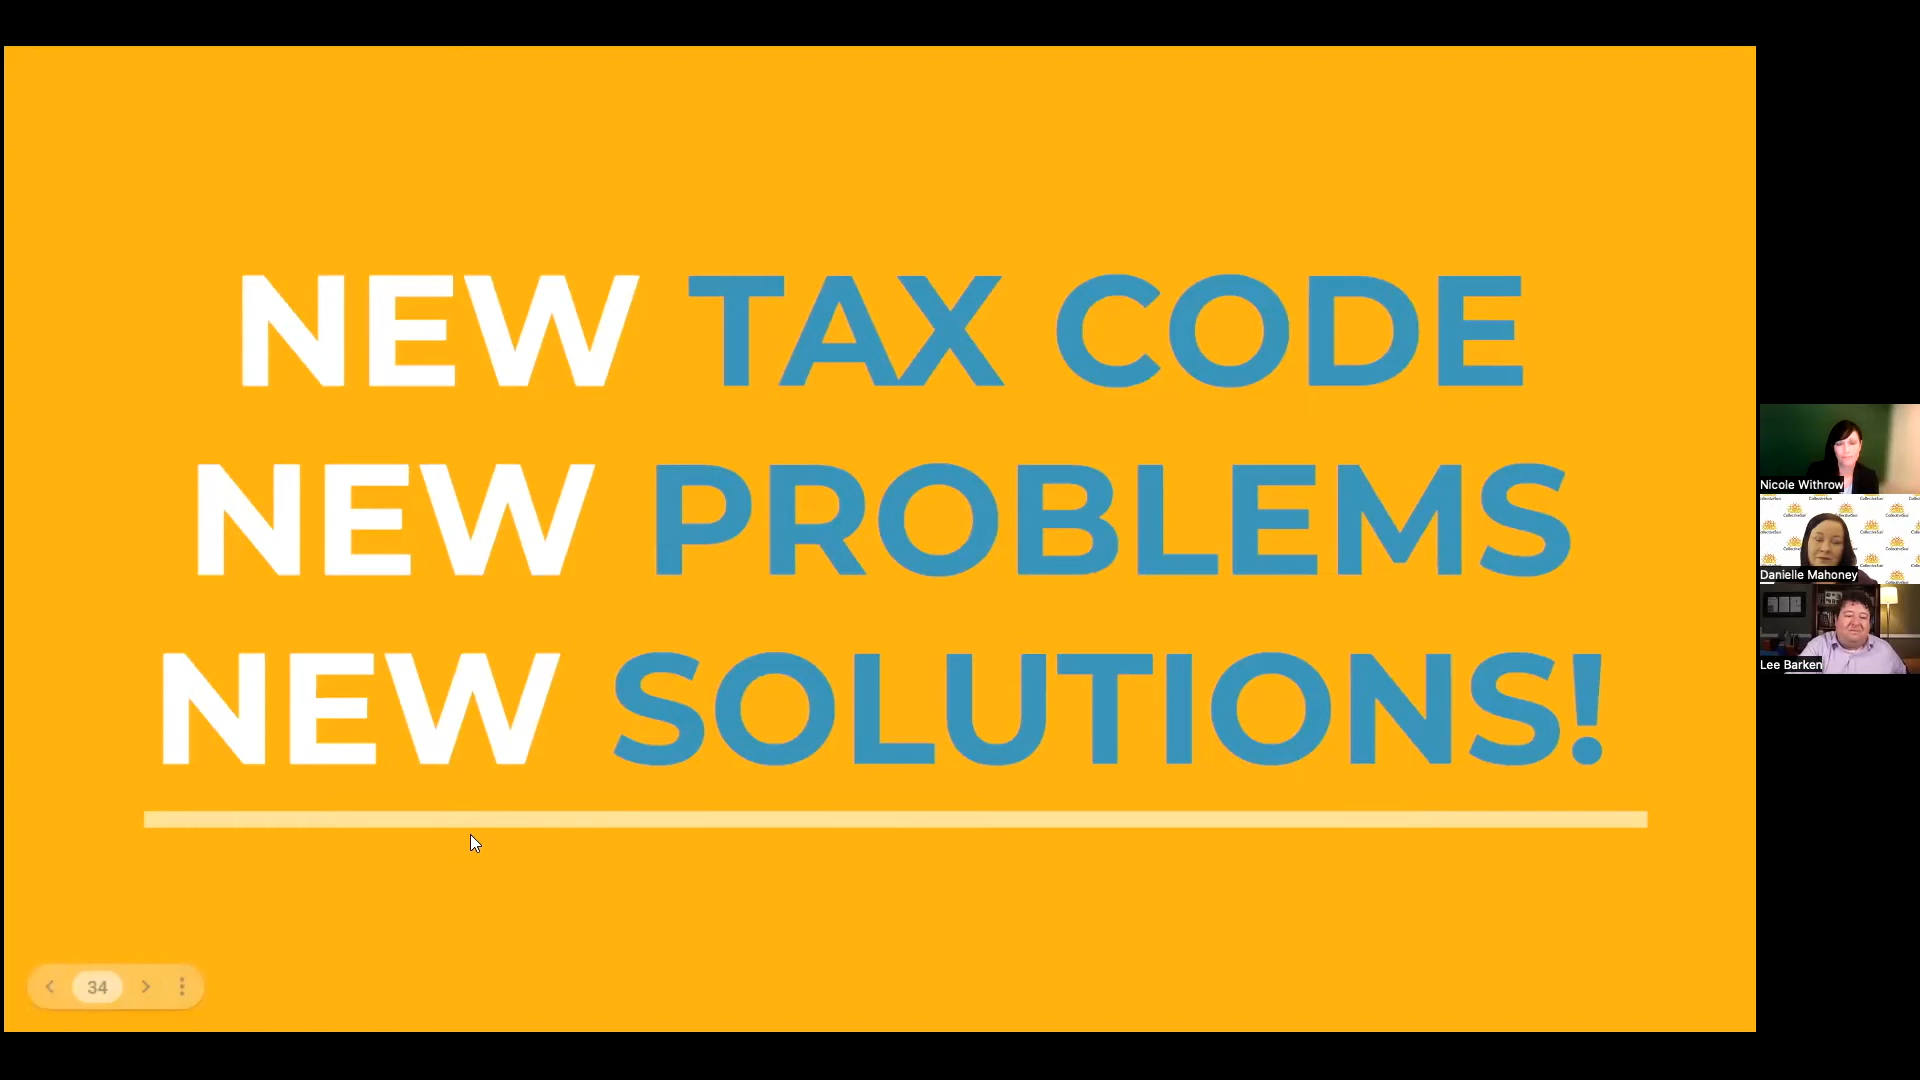 NEW TAX CODE
NEW PROBLEMS
NEW SOLUTIONS!
34
Nicole Withrow
Danielle Mahoney
Lee Barken